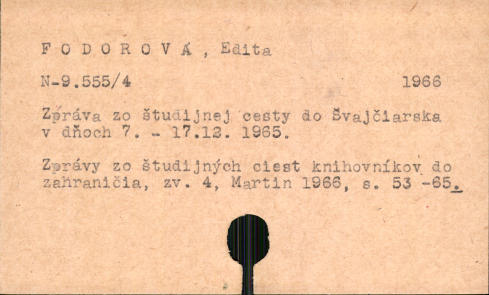 F O D O R O V Á , Edita
N-9.555/4 1966
Zpráva zo študijnej cesty do Švajčiarska
v dňoch 7. - 17.12. 1965.
Zprávy zo študijných ciest knihovníkov do
zahraničia, zv. 4, Martin 1966, s. 53 -65.